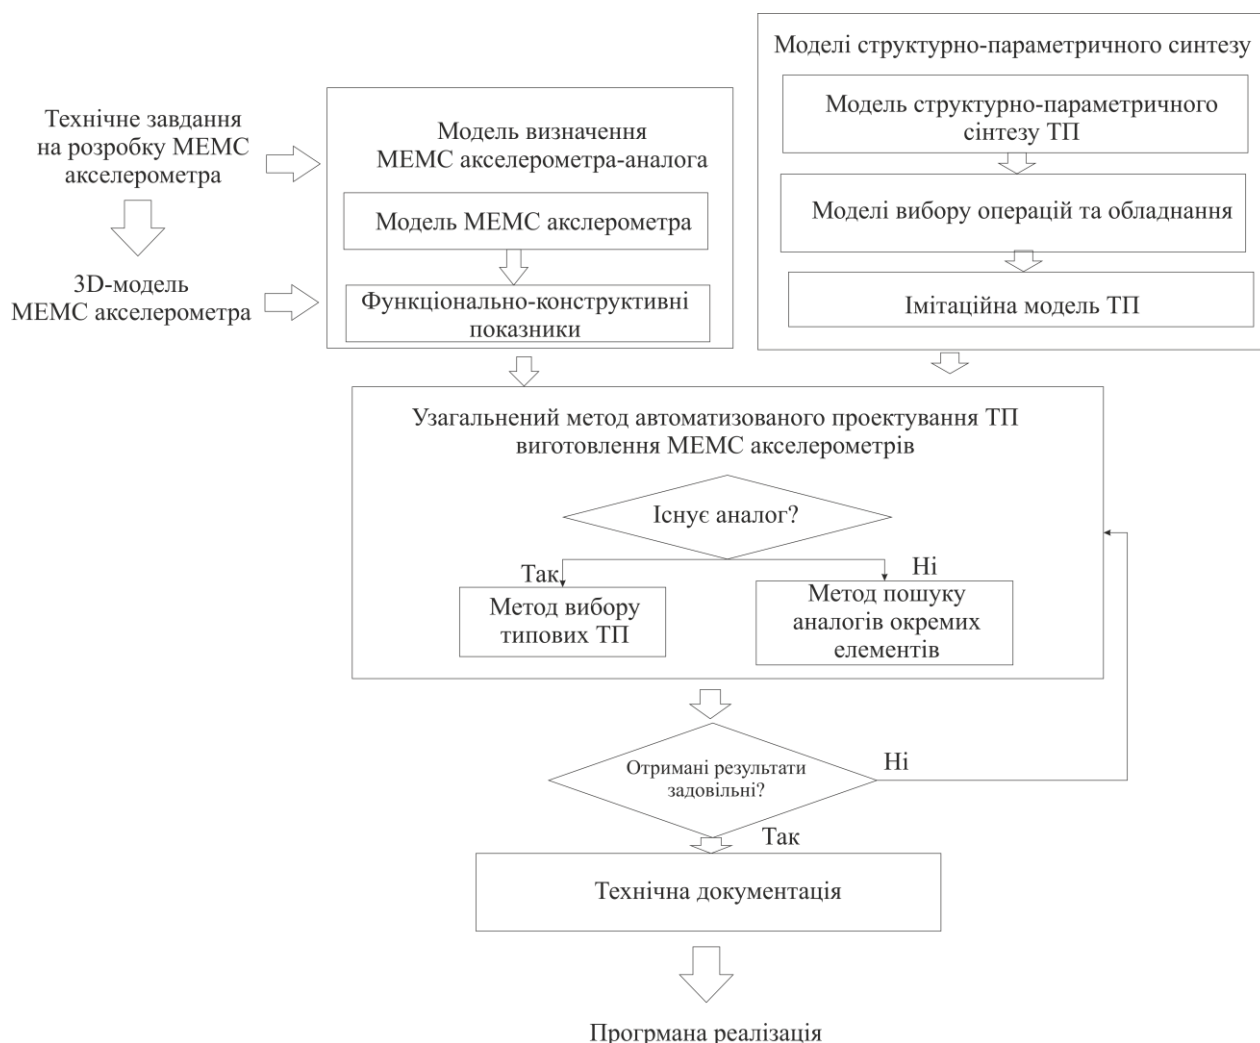 Технічне завдання
на розробку МЕМС
акселерометра
3D-модель
МЕМС акселерометра
Модель визначення
МЕМС акселерометра-аналога
Модель МЕМС акслерометра
Функціонально-конструктивні
показники
Моделі структурно-параметричного синтезу
Модель структурно-параметричного
сінтезу ТП
Моделі вибору операцій та обладнання
Імітаційна модель ТП
Узагальнений метод автоматизованого проектування ТП
виготовлення МЕМС акселерометрів
Існує аналог?
Так
Ні
Метод вибору
типових ТП
Метод пошуку
аналогів окремих
елементів
Отримані результати
задовільні?
Ні
Так
Технічна документація
Прогрмана реалізація